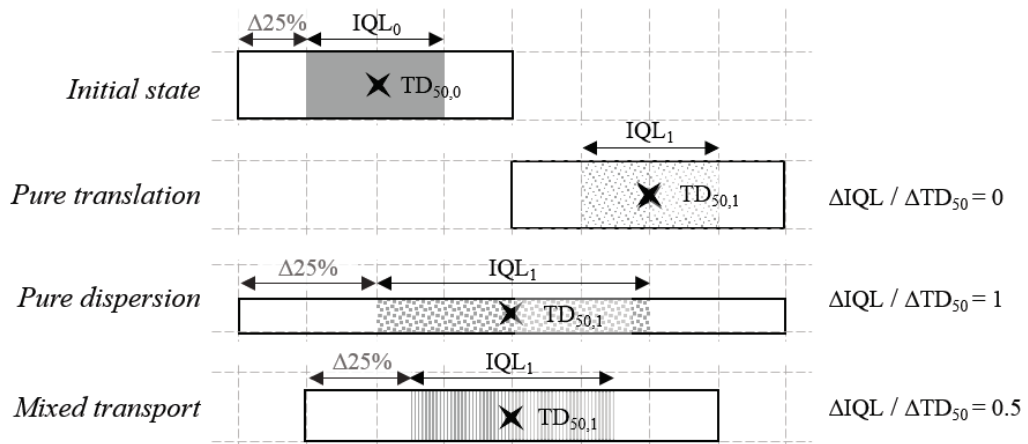 Δ25% IQL₀
Initial state TD₅₀,₀
IQL₁
Pure translation TD₅₀,₁ ΔIQL / ΔTD₅₀ = 0
Δ25% IQL₁
Pure dispersion TD₅₀,₁ ΔIQL / ΔTD₅₀ = 1
Δ25% IQL₁
Mixed transport TD₅₀,₁ ΔIQL / ΔTD₅₀ = 0.5